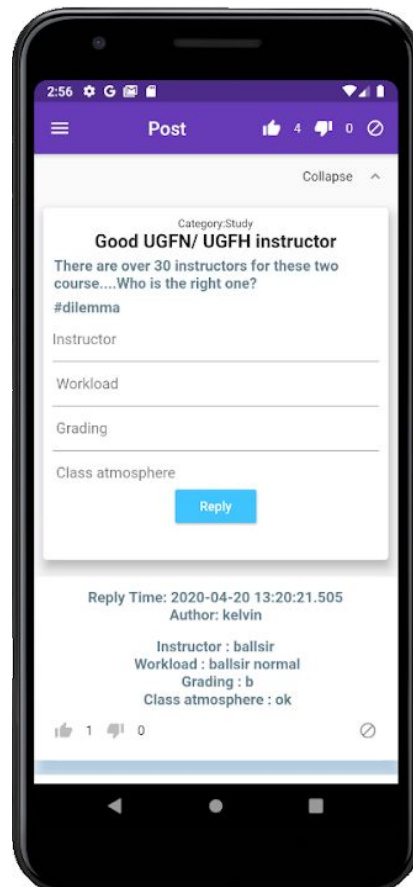 2:56 G
Post 4 0
Collapse
Category:Study
Good UGFN/ UGFH instructor
There are over 30 instructors for these two
course....Who is the right one?
#dilemma
Instructor
Workload
Grading
Class atmosphere
Reply
Reply Time: 2020-04-20 13:20:21.505
Author: kelvin
Instructor : ballsir
Workload : ballsir normal
Grading : b
Class atmosphere : ok
1 0